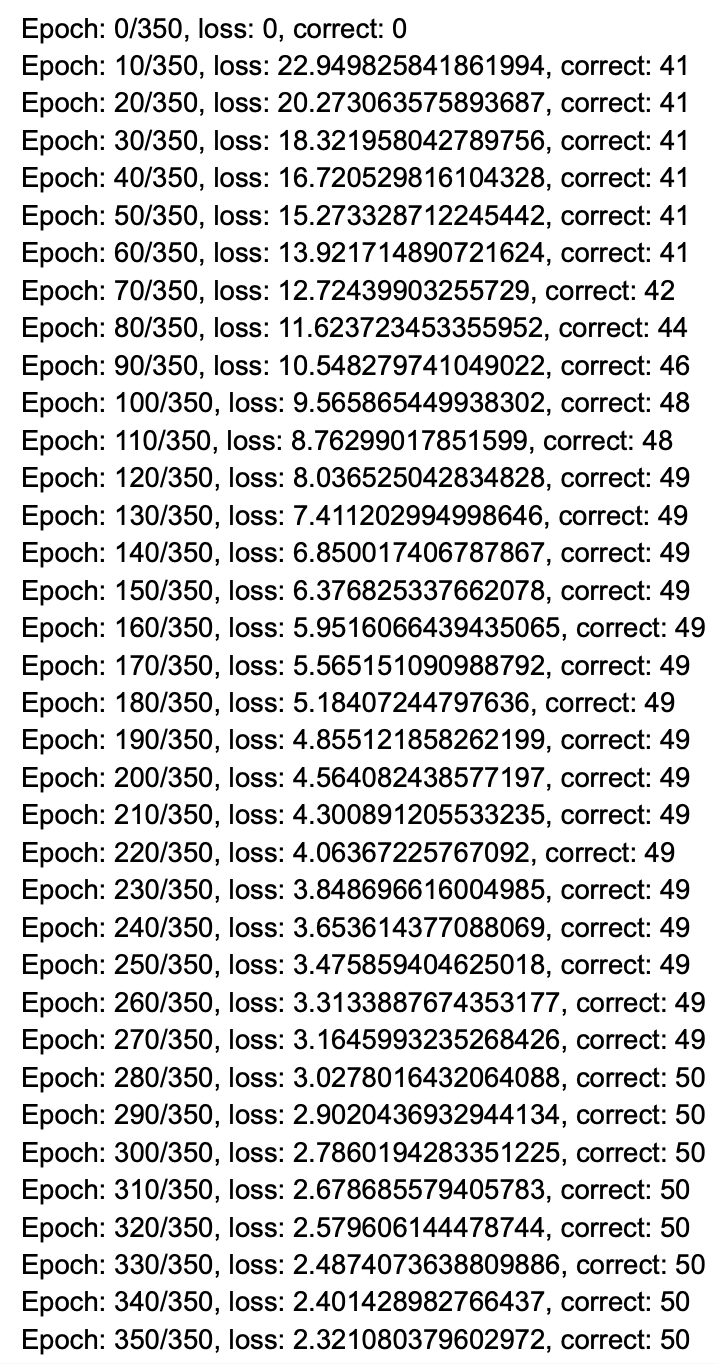 Epoch: 0/350, loss: 0, correct: 0
Epoch: 10/350, loss: 22.949825841861994, correct: 41
Epoch: 20/350, loss: 20.273063575893687, correct: 41
Epoch: 30/350, loss: 18.321958042789756, correct: 41
Epoch: 40/350, loss: 16.720529816104328, correct: 41
Epoch: 50/350, loss: 15.273328712245442, correct: 41
Epoch: 60/350, loss: 13.921714890721624, correct: 41
Epoch: 70/350, loss: 12.72439903255729, correct: 42
Epoch: 80/350, loss: 11.623723453355952, correct: 44
Epoch: 90/350, loss: 10.548279741049022, correct: 46
Epoch: 100/350, loss: 9.565865449938302, correct: 48
Epoch: 110/350, loss: 8.76299017851599, correct: 48
Epoch: 120/350, loss: 8.036525042834828, correct: 49
Epoch: 130/350, loss: 7.411202994998646, correct: 49
Epoch: 140/350, loss: 6.850017406787867, correct: 49
Epoch: 150/350, loss: 6.376825337662078, correct: 49
Epoch: 160/350, loss: 5.9516066439435065, correct: 49
Epoch: 170/350, loss: 5.565151090988792, correct: 49
Epoch: 180/350, loss: 5.18407244797636, correct: 49
Epoch: 190/350, loss: 4.855121858262199, correct: 49
Epoch: 200/350, loss: 4.564082438577197, correct: 49
Epoch: 210/350, loss: 4.300891205533235, correct: 49
Epoch: 220/350, loss: 4.06367225767092, correct: 49
Epoch: 230/350, loss: 3.848696616004985, correct: 49
Epoch: 240/350, loss: 3.653614377088069, correct: 49
Epoch: 250/350, loss: 3.475859404625018, correct: 49
Epoch: 260/350, loss: 3.3133887674353177, correct: 49
Epoch: 270/350, loss: 3.1645993235268426, correct: 49
Epoch: 280/350, loss: 3.0278016432064088, correct: 50
Epoch: 290/350, loss: 2.9020436932944134, correct: 50
Epoch: 300/350, loss: 2.7860194283351225, correct: 50
Epoch: 310/350, loss: 2.678685579405783, correct: 50
Epoch: 320/350, loss: 2.579606144478744, correct: 50
Epoch: 330/350, loss: 2.4874073638809886, correct: 50
Epoch: 340/350, loss: 2.401428982766437, correct: 50
Epoch: 350/350, loss: 2.321080379602972, correct: 50